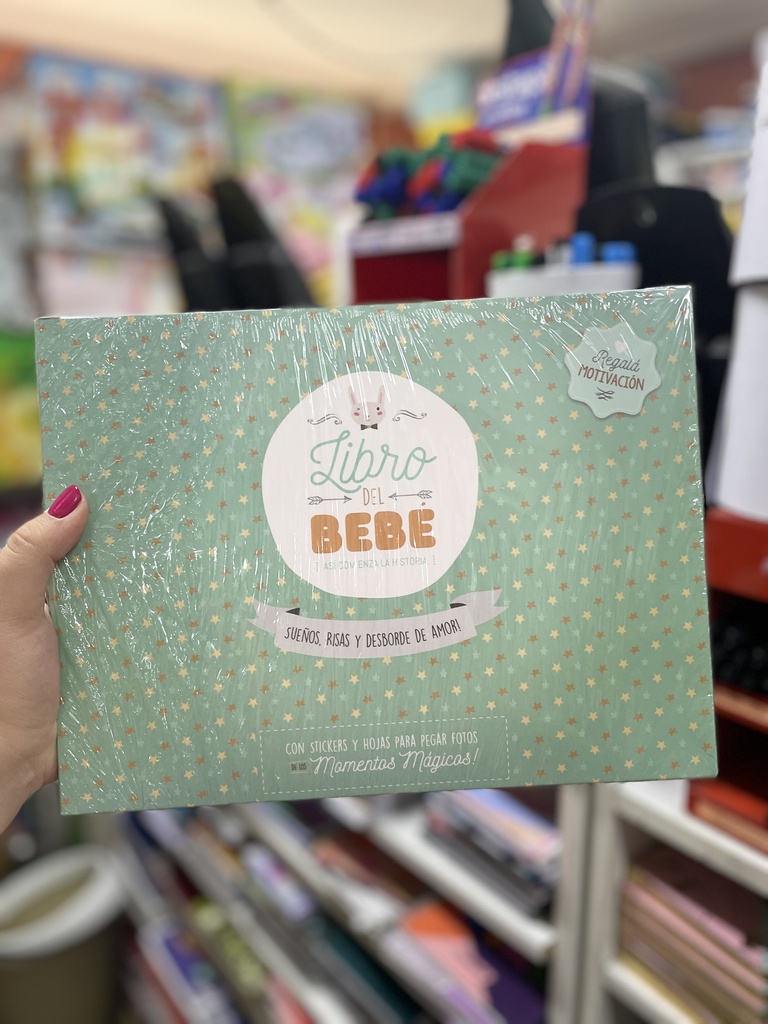 Regalá
MOTIVACIÓN
Libro
DEL
BEBÉ
ASÍ COMIENZA LA HISTORIA
SUEÑOS, RISAS Y DESBORDE DE AMOR!
CON STICKERS Y HOJAS PARA PEGAR FOTOS
DE LOS Momentos Mágicos!